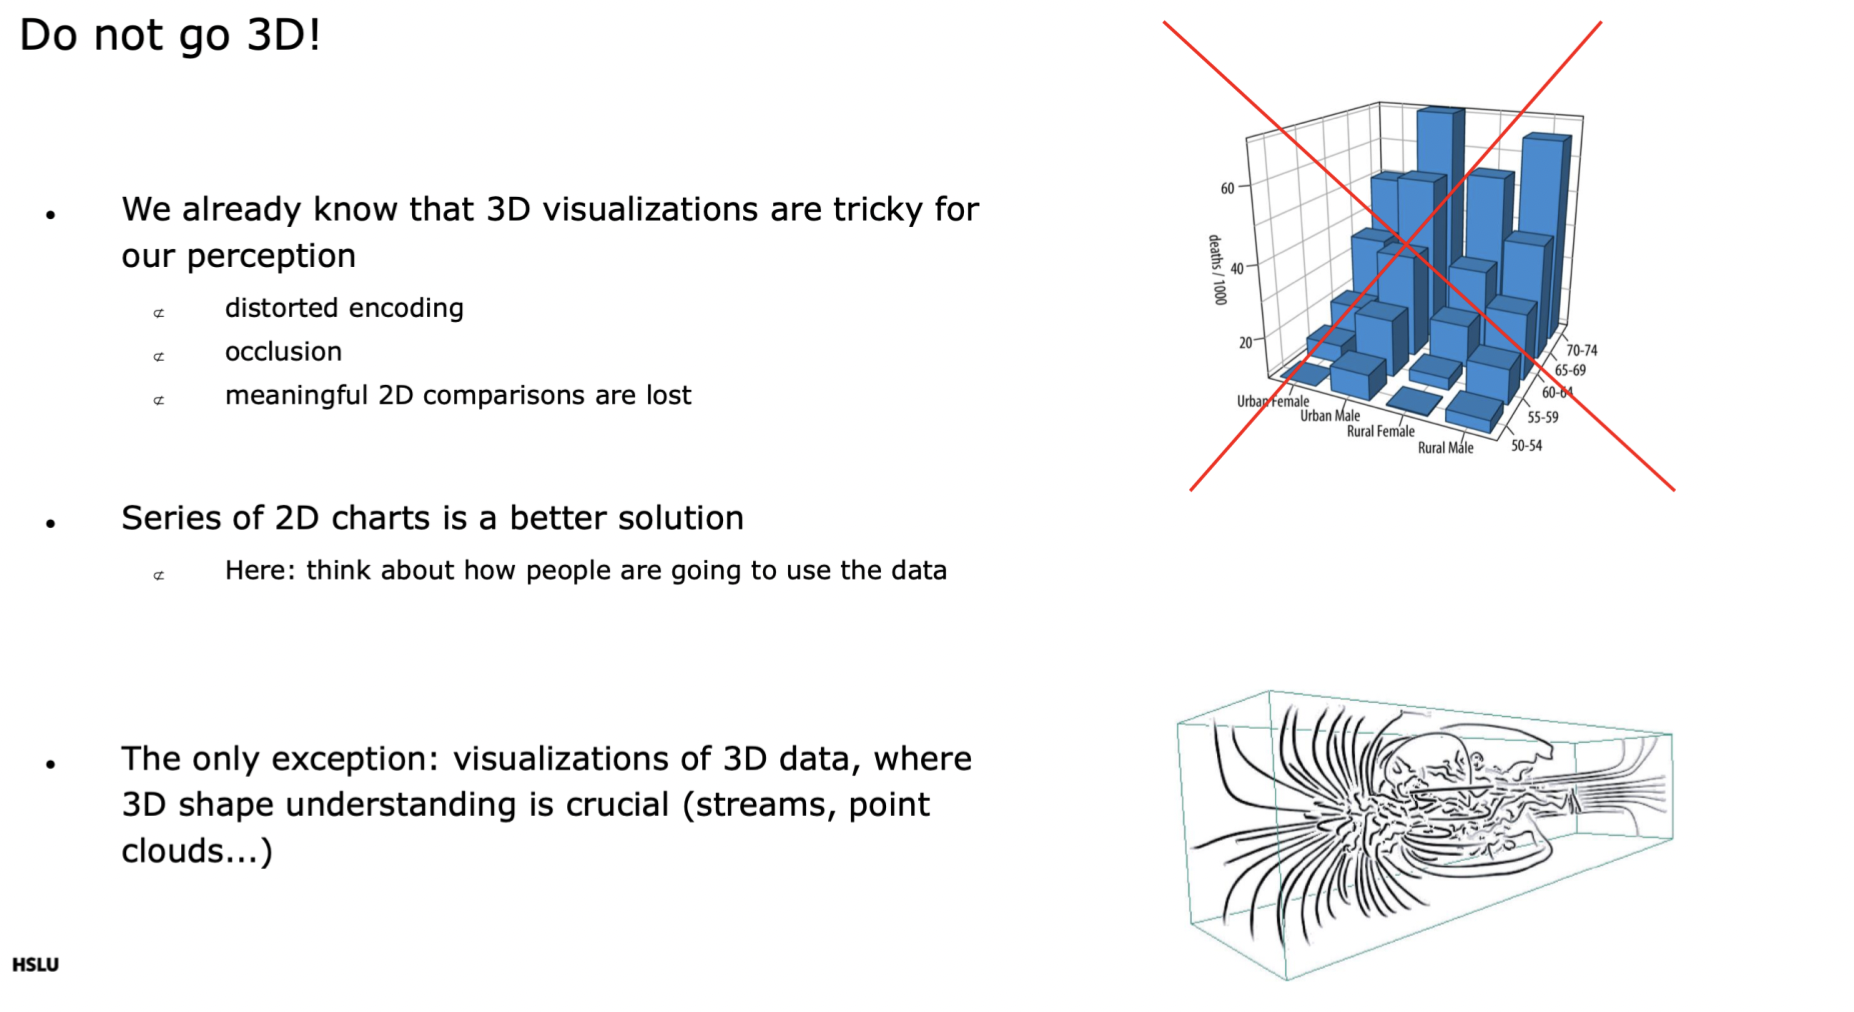 Do not go 3D!
• We already know that 3D visualizations are tricky for
our perception
⊄ distorted encoding
⊄ occlusion
⊄ meaningful 2D comparisons are lost
• Series of 2D charts is a better solution
⊄ Here: think about how people are going to use the data
• The only exception: visualizations of 3D data, where
3D shape understanding is crucial (streams, point
clouds...)
HSLU
60
40
20
deaths / 1000
Urban Female
Urban Male
Rural Female
Rural Male
70-74
65-69
60-64
55-59
50-54